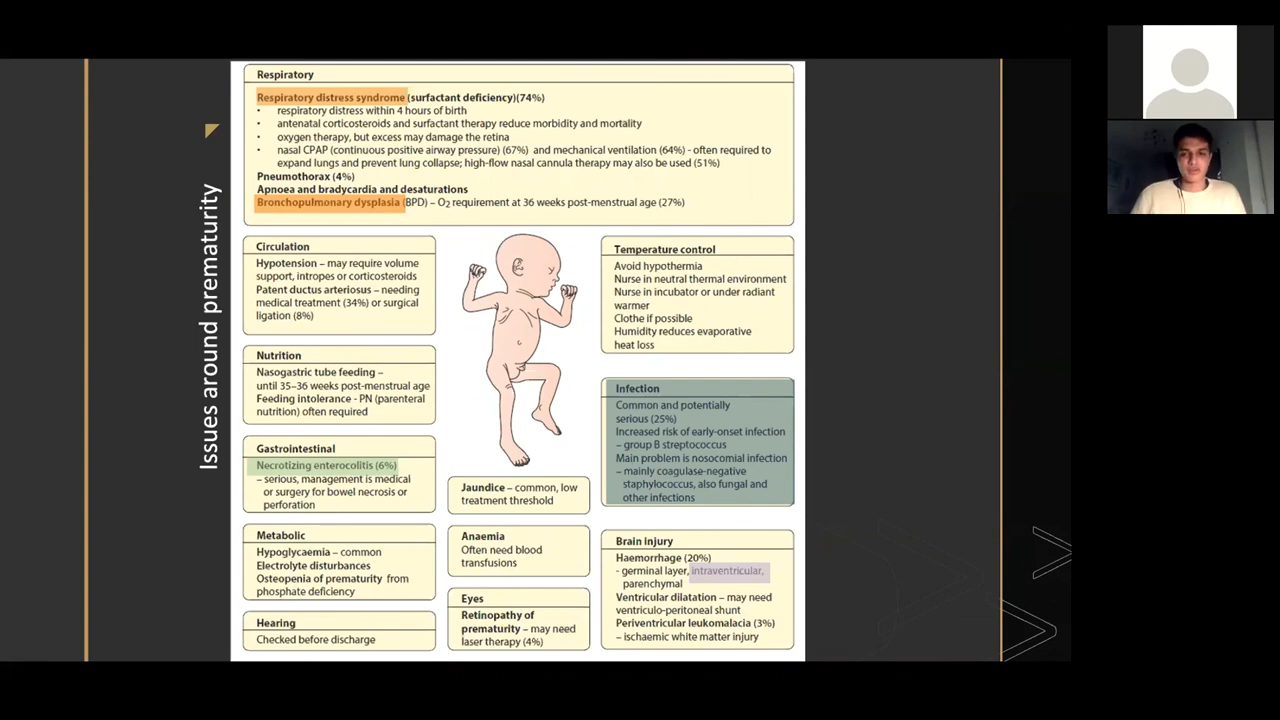 Issues around prematurity
Respiratory
Respiratory distress syndrome (surfactant deficiency)(74%)
• respiratory distress within 4 hours of birth
• antenatal corticosteroids and surfactant therapy reduce morbidity and mortality
• oxygen therapy, but excess may damage the retina
• nasal CPAP (continuous positive airway pressure) (67%) and mechanical ventilation (64%) - often required to
expand lungs and prevent lung collapse; high-flow nasal cannula therapy may also be used (51%)
Pneumothorax (4%)
Apnoea and bradycardia and desaturations
Bronchopulmonary dysplasia (BPD) – O2 requirement at 36 weeks post-menstrual age (27%)
Circulation
Hypotension – may require volume
support, intropes or corticosteroids
Patent ductus arteriosus – needing
medical treatment (34%) or surgical
ligation (8%)
Nutrition
Nasogastric tube feeding –
until 35–36 weeks post-menstrual age
Feeding intolerance - PN (parenteral
nutrition) often required
Gastrointestinal
Necrotizing enterocolitis (6%)
– serious, management is medical
or surgery for bowel necrosis or
perforation
Metabolic
Hypoglycaemia – common
Electrolyte disturbances
Osteopenia of prematurity from
phosphate deficiency
Hearing
Checked before discharge
Jaundice – common, low
treatment threshold
Anaemia
Often need blood
transfusions
Eyes
Retinopathy of
prematurity – may need
laser therapy (4%)
Temperature control
Avoid hypothermia
Nurse in neutral thermal environment
Nurse in incubator or under radiant
warmer
Clothe if possible
Humidity reduces evaporative
heat loss
Infection
Common and potentially
serious (25%)
Increased risk of early-onset infection
– group B streptococcus
Main problem is nosocomial infection
– mainly coagulase-negative
staphylococcus, also fungal and
other infections
Brain injury
Haemorrhage (20%)
- germinal layer, intraventricular,
parenchymal
Ventricular dilatation – may need
ventriculo-peritoneal shunt
Periventricular leukomalacia (3%)
– ischaemic white matter injury